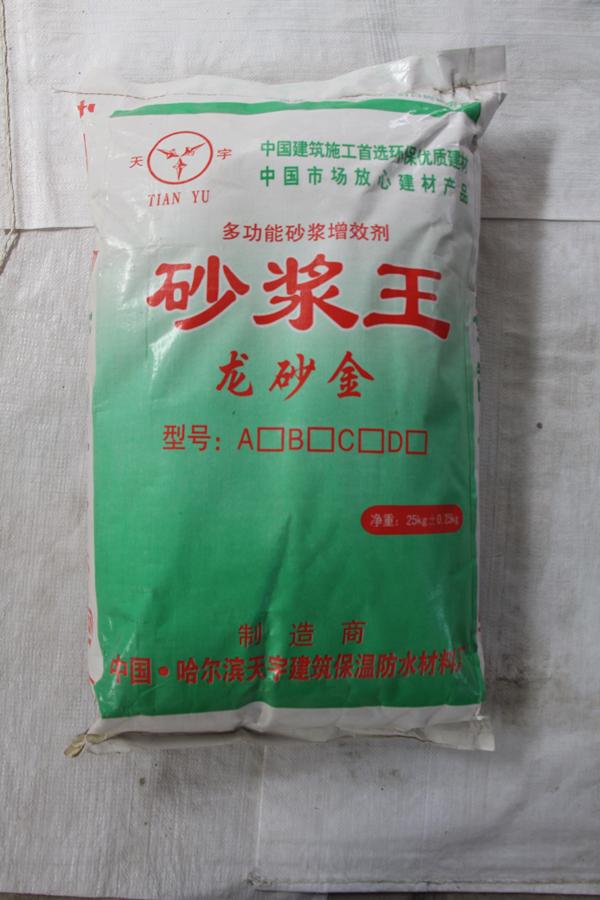 天 宇
TIAN YU
中国建筑施工首选环保优质建材
中国市场放心建材产品
多功能砂浆增效剂
砂浆王
龙砂金
型号：A□B□C□D□
净重：25kg±0.25kg
制造商
中国·哈尔滨天宇建筑保温防水材料厂